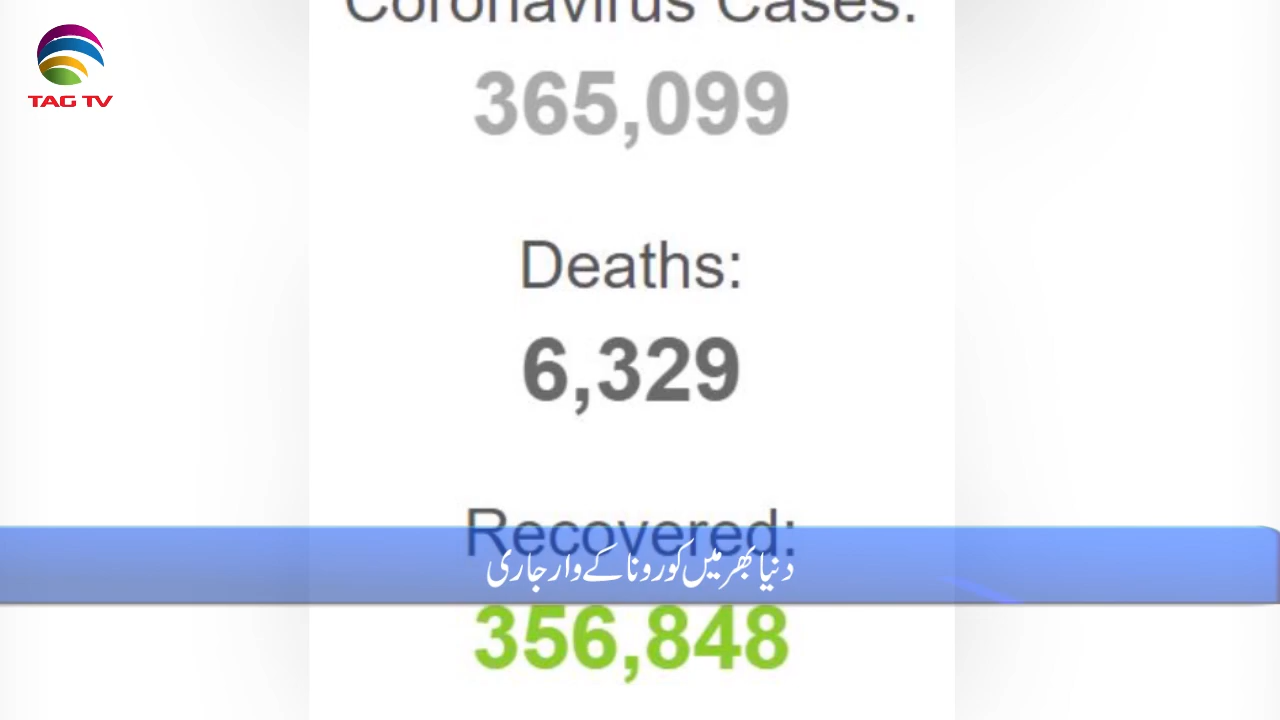 TAG TV
Coronavirus Cases:
365,099
Deaths:
6,329
Recovered:
دنیا بھر میں کورونا کے وار جاری
356,848